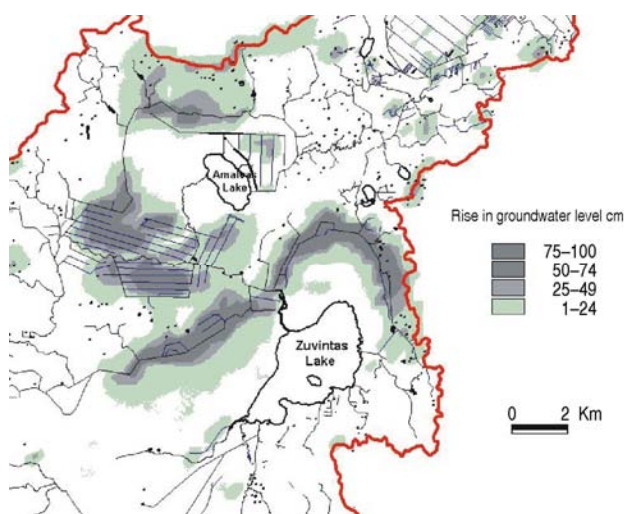 Amalvas
Lake
Rise in groundwater level cm
75–100
50–74
25–49
1–24
Zuvintas
Lake
0 2 Km